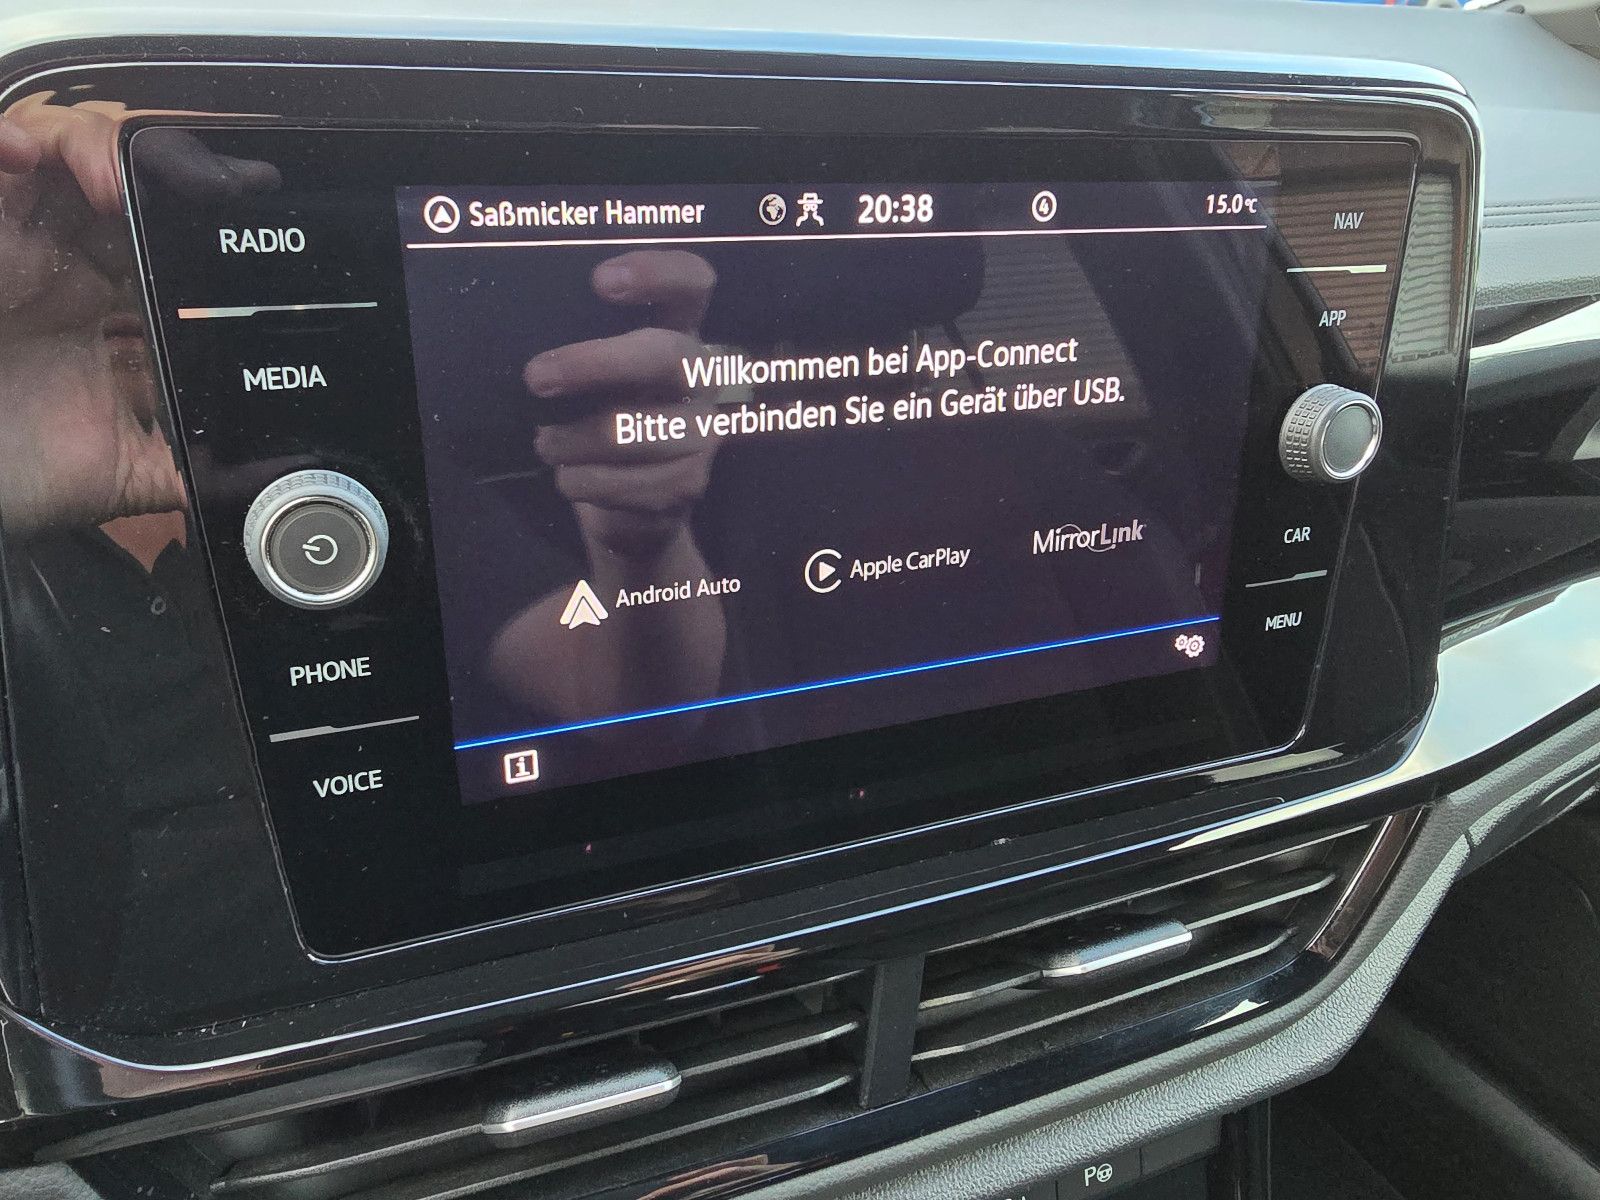 Saßmicker Hammer 20:38 4 15.0°C
RADIO
MEDIA
PHONE
VOICE
Willkommen bei App-Connect
Bitte verbinden Sie ein Gerät über USB.
Android Auto
Apple CarPlay
MirrorLink
i
NAV
APP
CAR
MENU
P